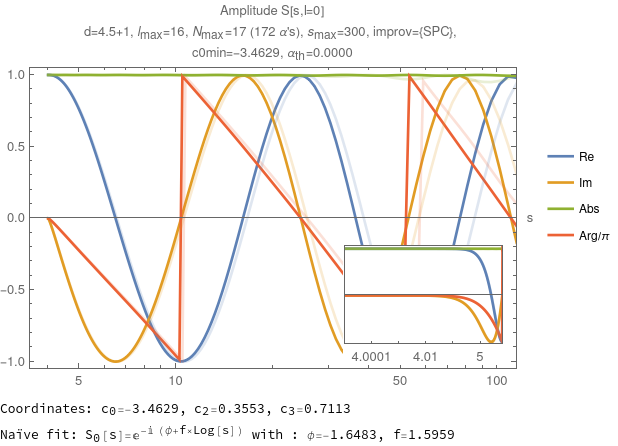 Amplitude S[s,l=0]
d=4.5+1, lmax=16, Nmax=17 (172 α's), smax=300, improv={SPC},
c0min=−3.4629, αth=0.0000
1.0
0.5
0.0
−0.5
−1.0
5
10
50
100
s
4.0001
4.01
5
Re
Im
Abs
Arg/π
Coordinates: c0=-3.4629, c2=0.3553, c3=0.7113
Naïve fit: S0[s]=e^-i (ϕ+f×Log[s]) with : ϕ=-1.6483, f=1.5959